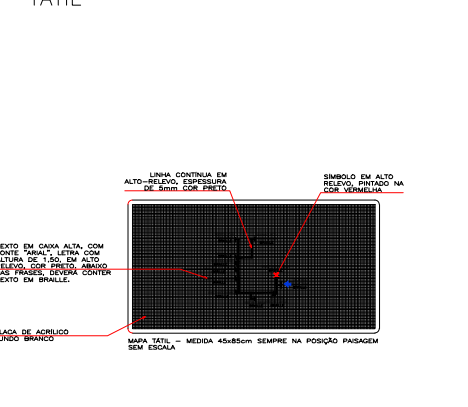 TÁTIL
LINHA CONTÍNUA EM
ALTO-RELEVO, ESPESSURA
DE 5mm COR PRETO
SÍMBOLO EM ALTO
RELEVO, PINTADO NA
COR VERMELHA
EXTO EM CAIXA ALTA, COM
ONTE "ARIAL", LETRA COM
LTURA DE 1.50, EM ALTO
ELEVO, COR PRETO, ABAIXO
AS FRASES, DEVERÁ CONTER
EXTO EM BRAILLE.
LACA DE ACRÍLICO
UNDO BRANCO
MAPA TÁTIL - MEDIDA 45x85cm SEMPRE NA POSIÇÃO PAISAGEM
SEM ESCALA